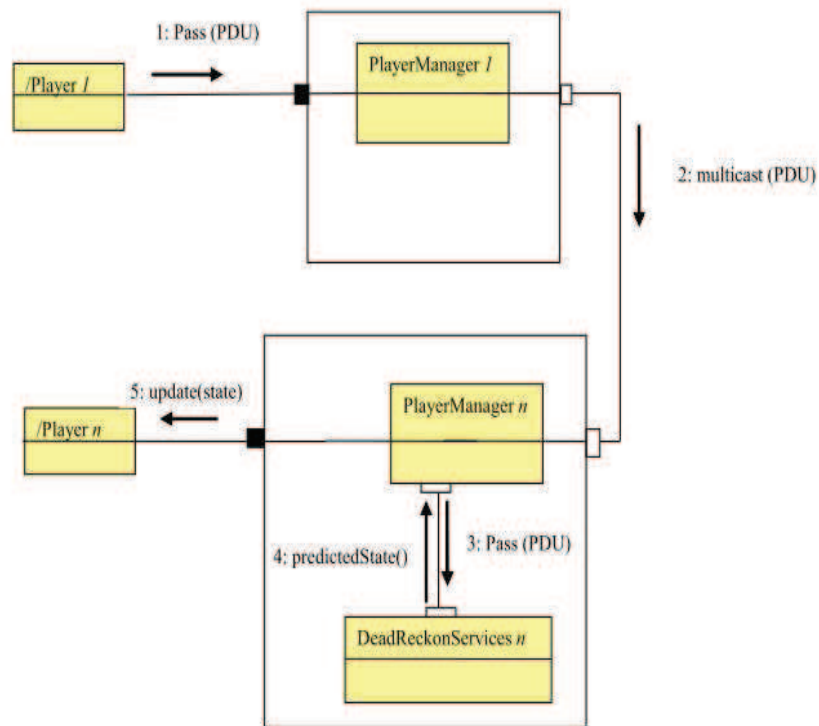 1: Pass (PDU)
/Player 1
PlayerManager 1
2: multicast (PDU)
5: update(state)
/Player n
PlayerManager n
4: predictedState()
3: Pass (PDU)
DeadReckonServices n